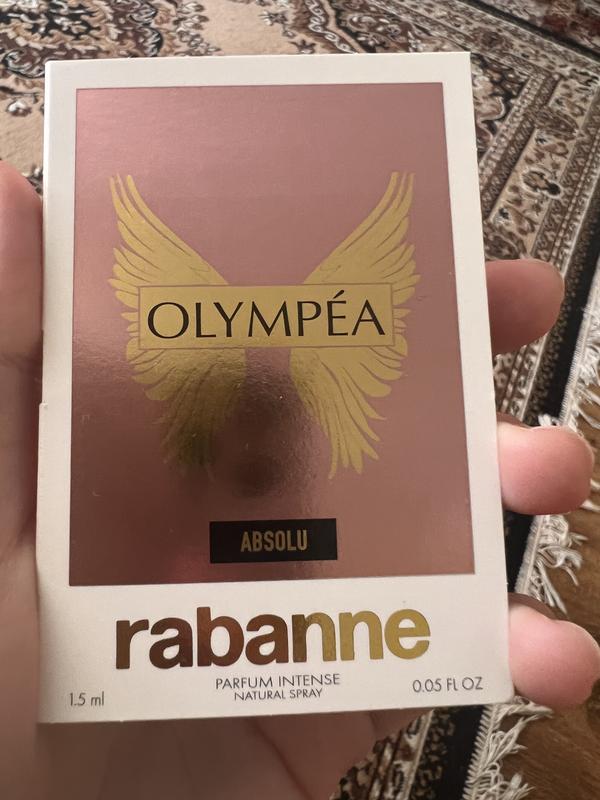 OLYMPÉA
ABSOLU
rabanne
PARFUM INTENSE
NATURAL SPRAY
1.5 ml
0.05 FL OZ